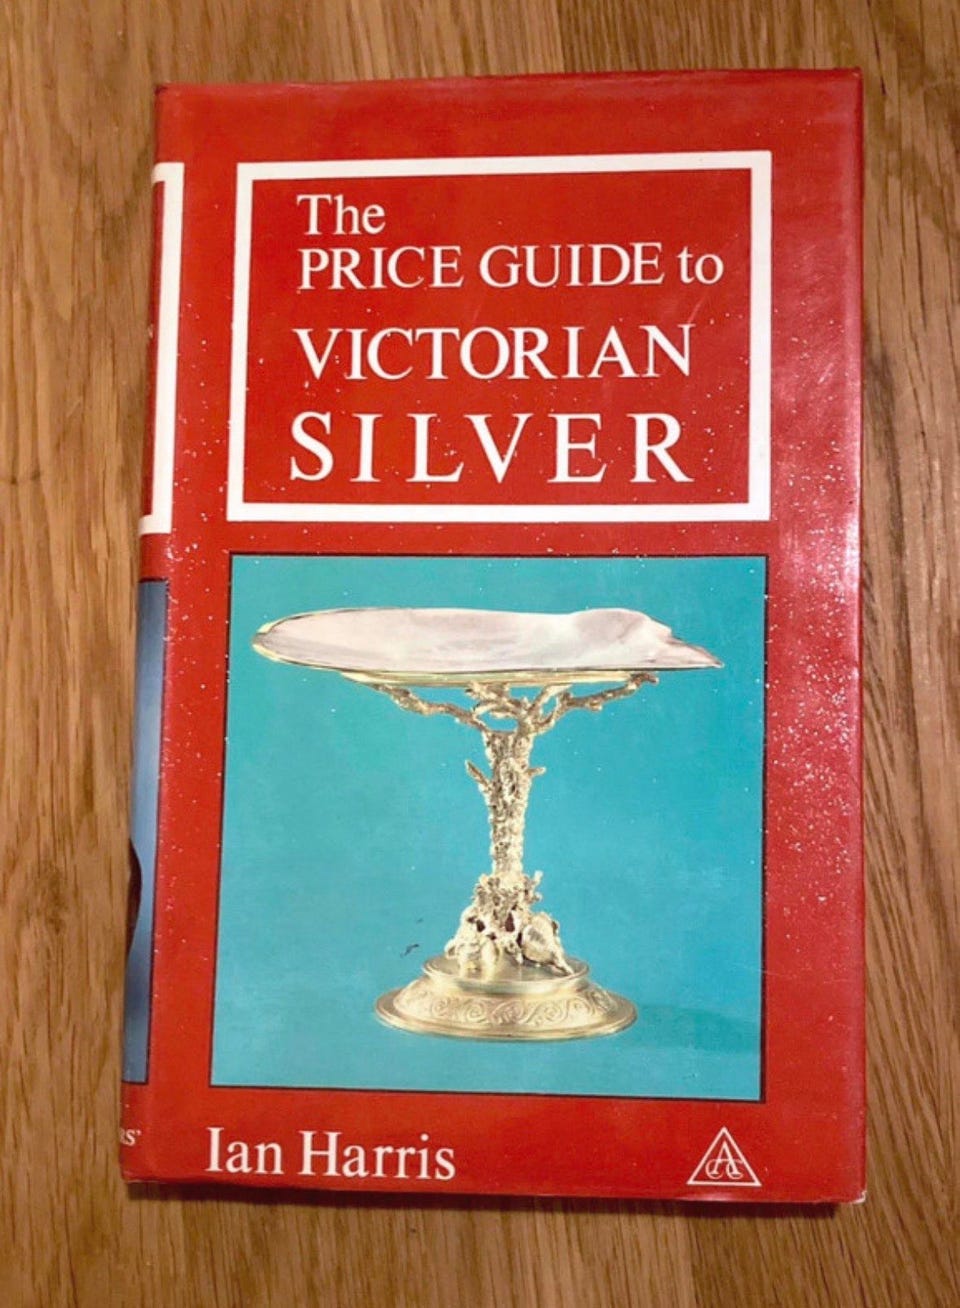 The
PRICE GUIDE to
VICTORIAN
SILVER
Ian Harris